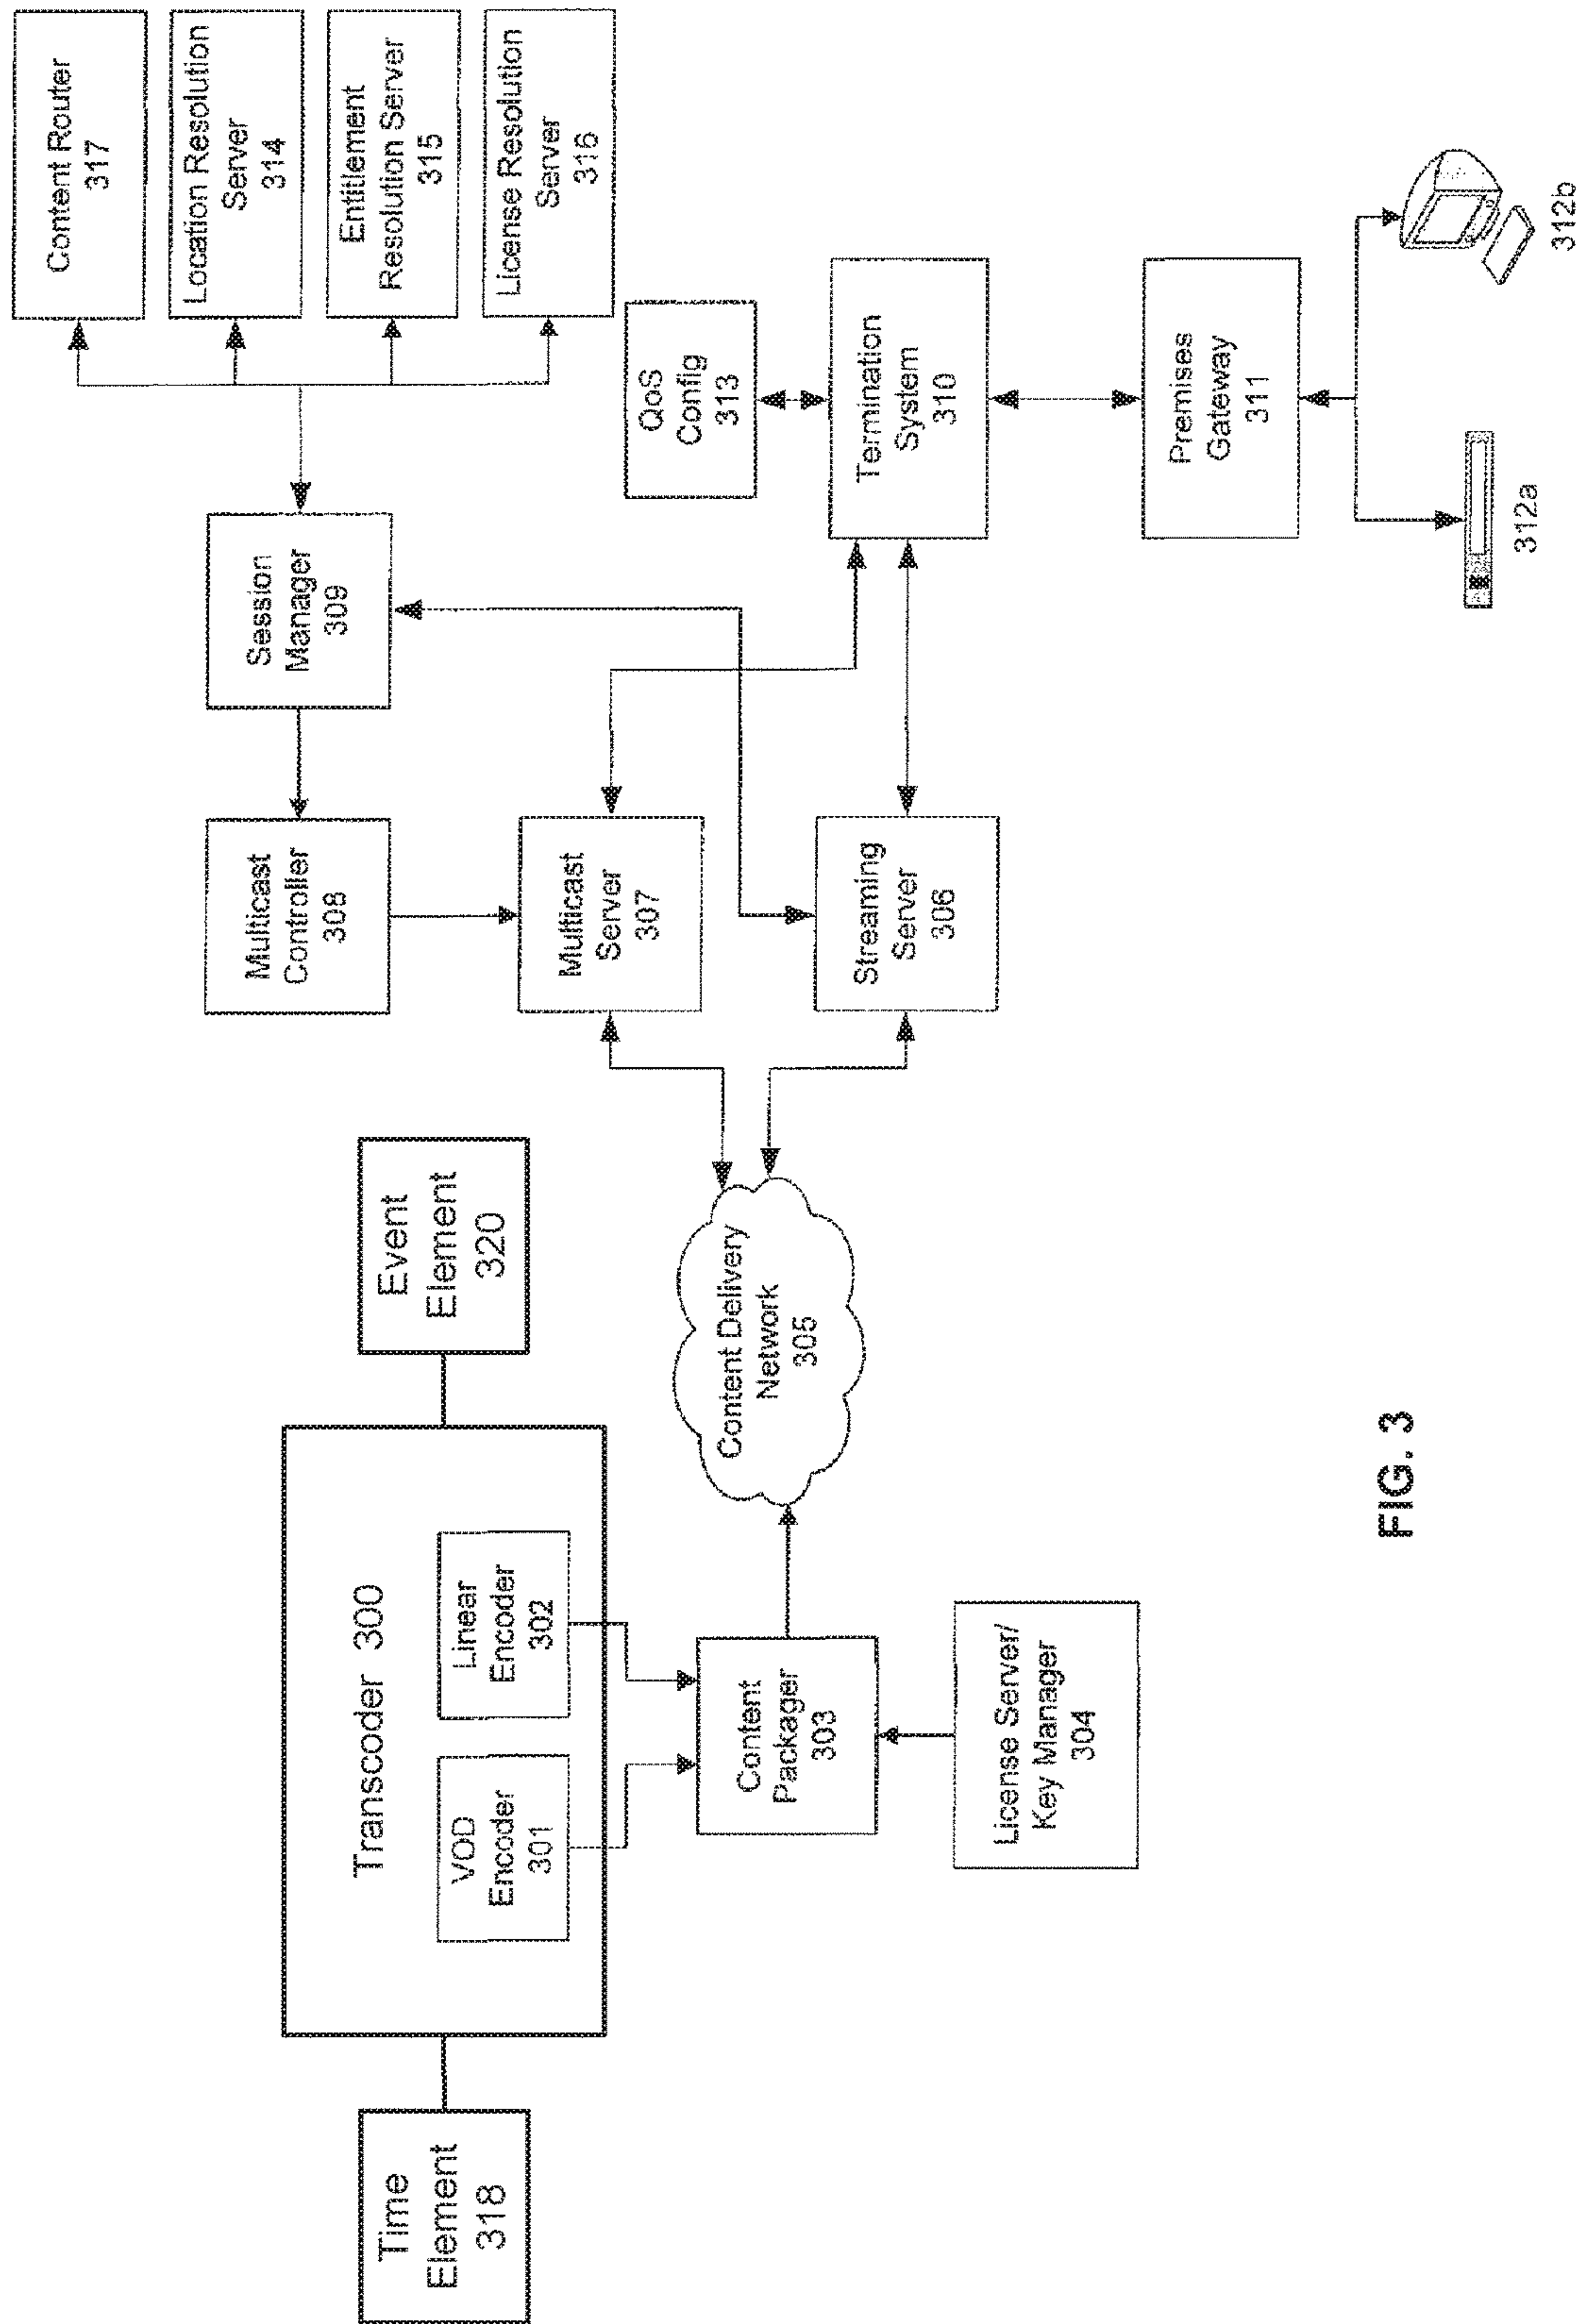 Time
Element
318
Transcoder 300
VOD
Encoder
301
Linear
Encoder
302
Event
Element
320
Content
Packager
303
License Server/
Key Manager
304
Content Delivery
Network
305
Multicast
Controller
308
Multicast
Server
307
Streaming
Server
306
Session
Manager
309
Content Router
317
Location Resolution
Server
314
Entitlement
Resolution Server
315
License Resolution
Server
316
QoS
Config
313
Termination
System
310
Premises
Gateway
311
312a
312b
FIG. 3